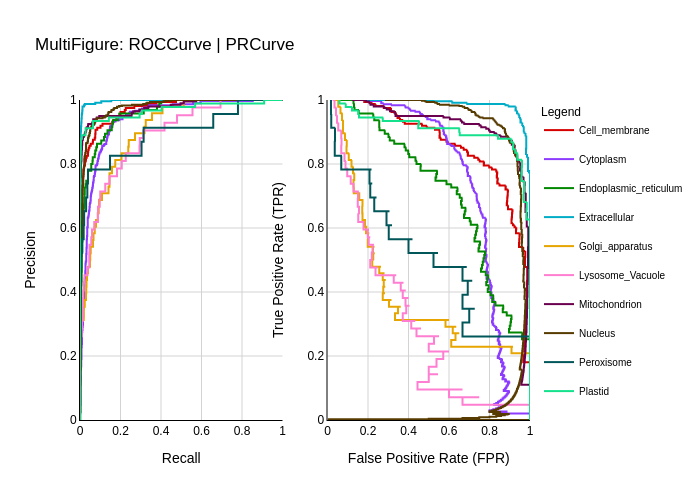 MultiFigure: ROCCurve | PRCurve
Precision
1
0.8
0.6
0.4
0.2
0
0
0.2
0.4
0.6
0.8
1
Recall
True Positive Rate (TPR)
1
0.8
0.6
0.4
0.2
0
0
0.2
0.4
0.6
0.8
1
False Positive Rate (FPR)
Legend
Cell_membrane
Cytoplasm
Endoplasmic_reticulum
Extracellular
Golgi_apparatus
Lysosome_Vacuole
Mitochondrion
Nucleus
Peroxisome
Plastid